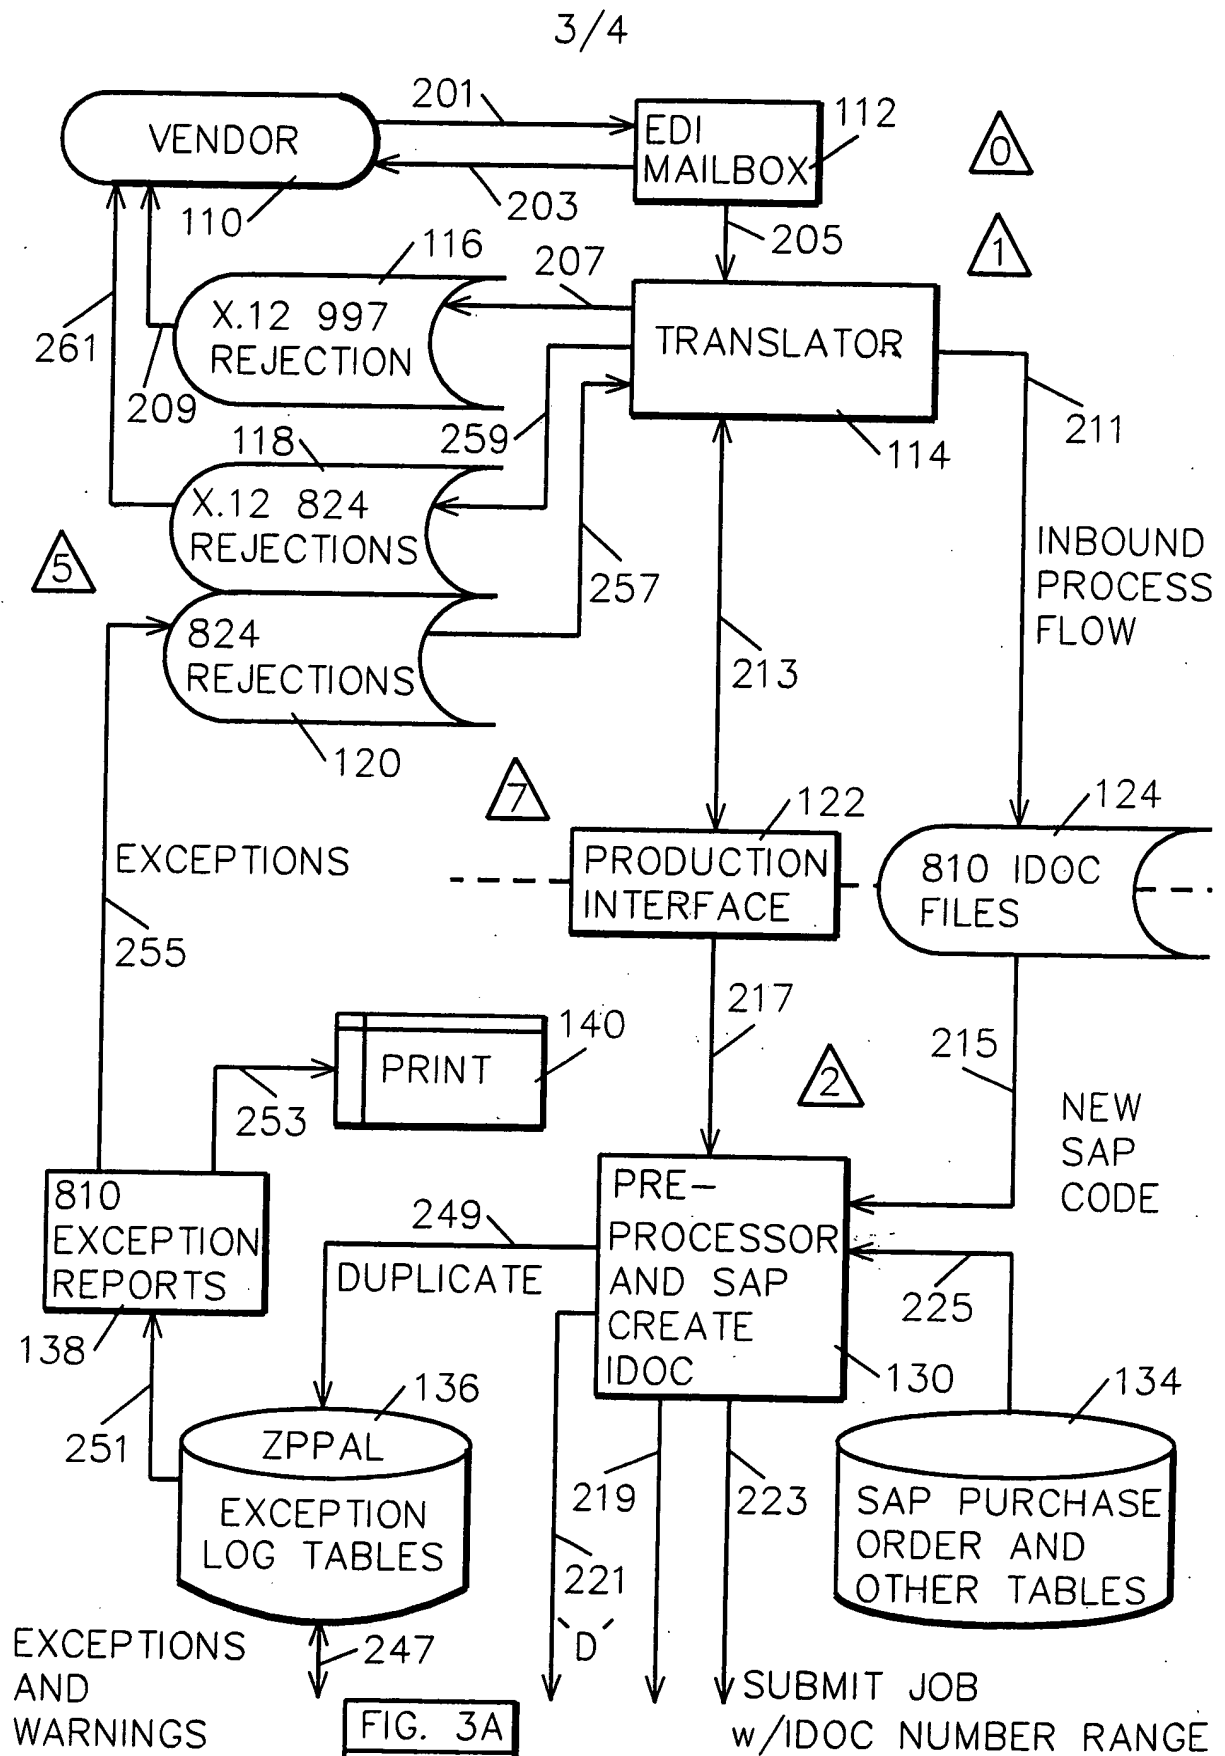 3/4
VENDOR
110
201
203
EDI
MAILBOX
112
0
205
1
116
X.12 997
REJECTION
207
209
261
TRANSLATOR
114
211
118
X.12 824
REJECTIONS
259
257
5
824
REJECTIONS
120
213
INBOUND
PROCESS
FLOW
7
122
PRODUCTION
INTERFACE
124
810 IDOC
FILES
EXCEPTIONS
255
217
215
140
PRINT
253
2
NEW
SAP
CODE
810
EXCEPTION
REPORTS
138
249
DUPLICATE
PRE-
PROCESSOR
AND SAP
CREATE
IDOC
130
225
134
136
ZPPAL
EXCEPTION
LOG TABLES
251
219
223
221
'D'
SAP PURCHASE
ORDER AND
OTHER TABLES
EXCEPTIONS
AND
WARNINGS
247
SUBMIT JOB
w/IDOC NUMBER RANGE
FIG. 3A